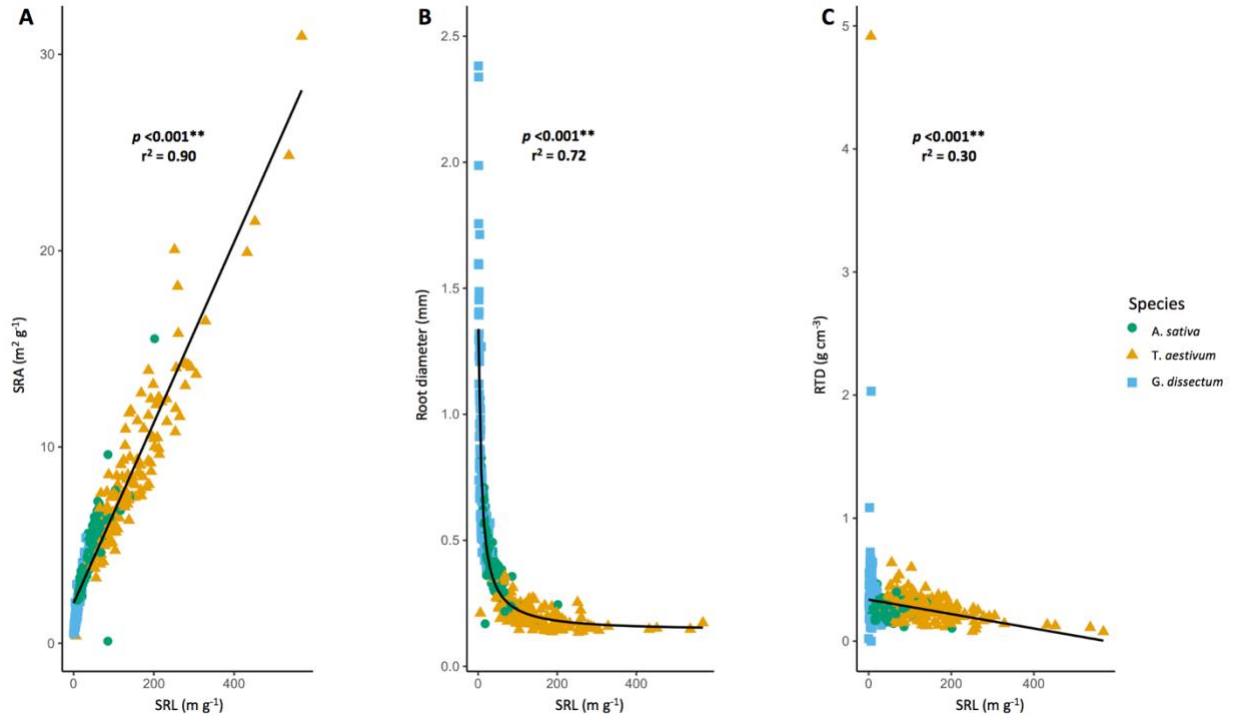 A
30
20
10
0
SRA (m² g⁻¹)
p <0.001**
r² = 0.90
0 200 400
SRL (m g⁻¹)
B
2.5
2.0
1.5
1.0
0.5
0.0
Root diameter (mm)
p <0.001**
r² = 0.72
0 200 400
SRL (m g⁻¹)
C
5
4
3
2
1
0
RTD (g cm⁻³)
p <0.001**
r² = 0.30
0 200 400
SRL (m g⁻¹)
Species
A. sativa
T. aestivum
G. dissectum